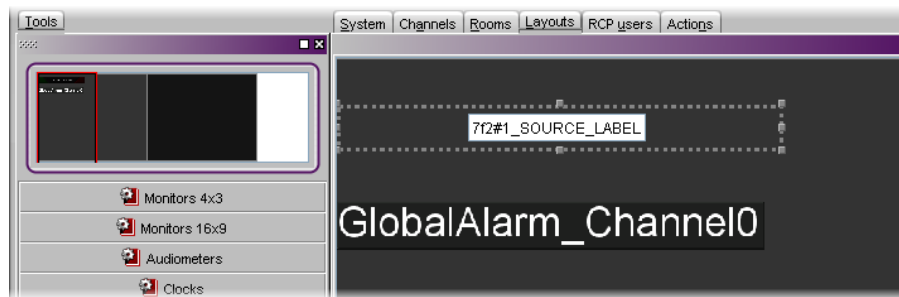 Tools
System Channels Rooms Layouts RCP users Actions
7f2#1_SOURCE_LABEL
Monitors 4x3
Monitors 16x9
Audiometers
Clocks
GlobalAlarm_Channel0